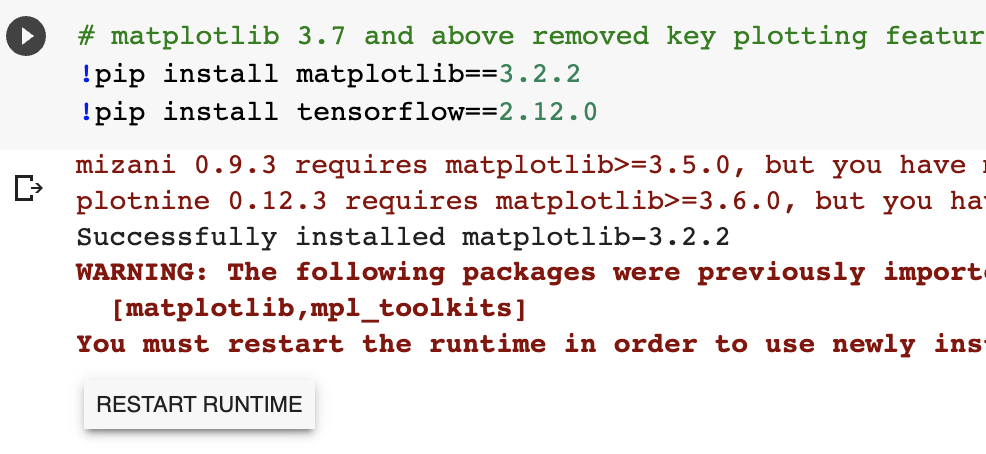 # matplotlib 3.7 and above removed key plotting featur
!pip install matplotlib==3.2.2
!pip install tensorflow==2.12.0
mizani 0.9.3 requires matplotlib>=3.5.0, but you have
plotnine 0.12.3 requires matplotlib>=3.6.0, but you ha
Successfully installed matplotlib-3.2.2
WARNING: The following packages were previously importe
[matplotlib,mpl_toolkits]
You must restart the runtime in order to use newly ins
RESTART RUNTIME